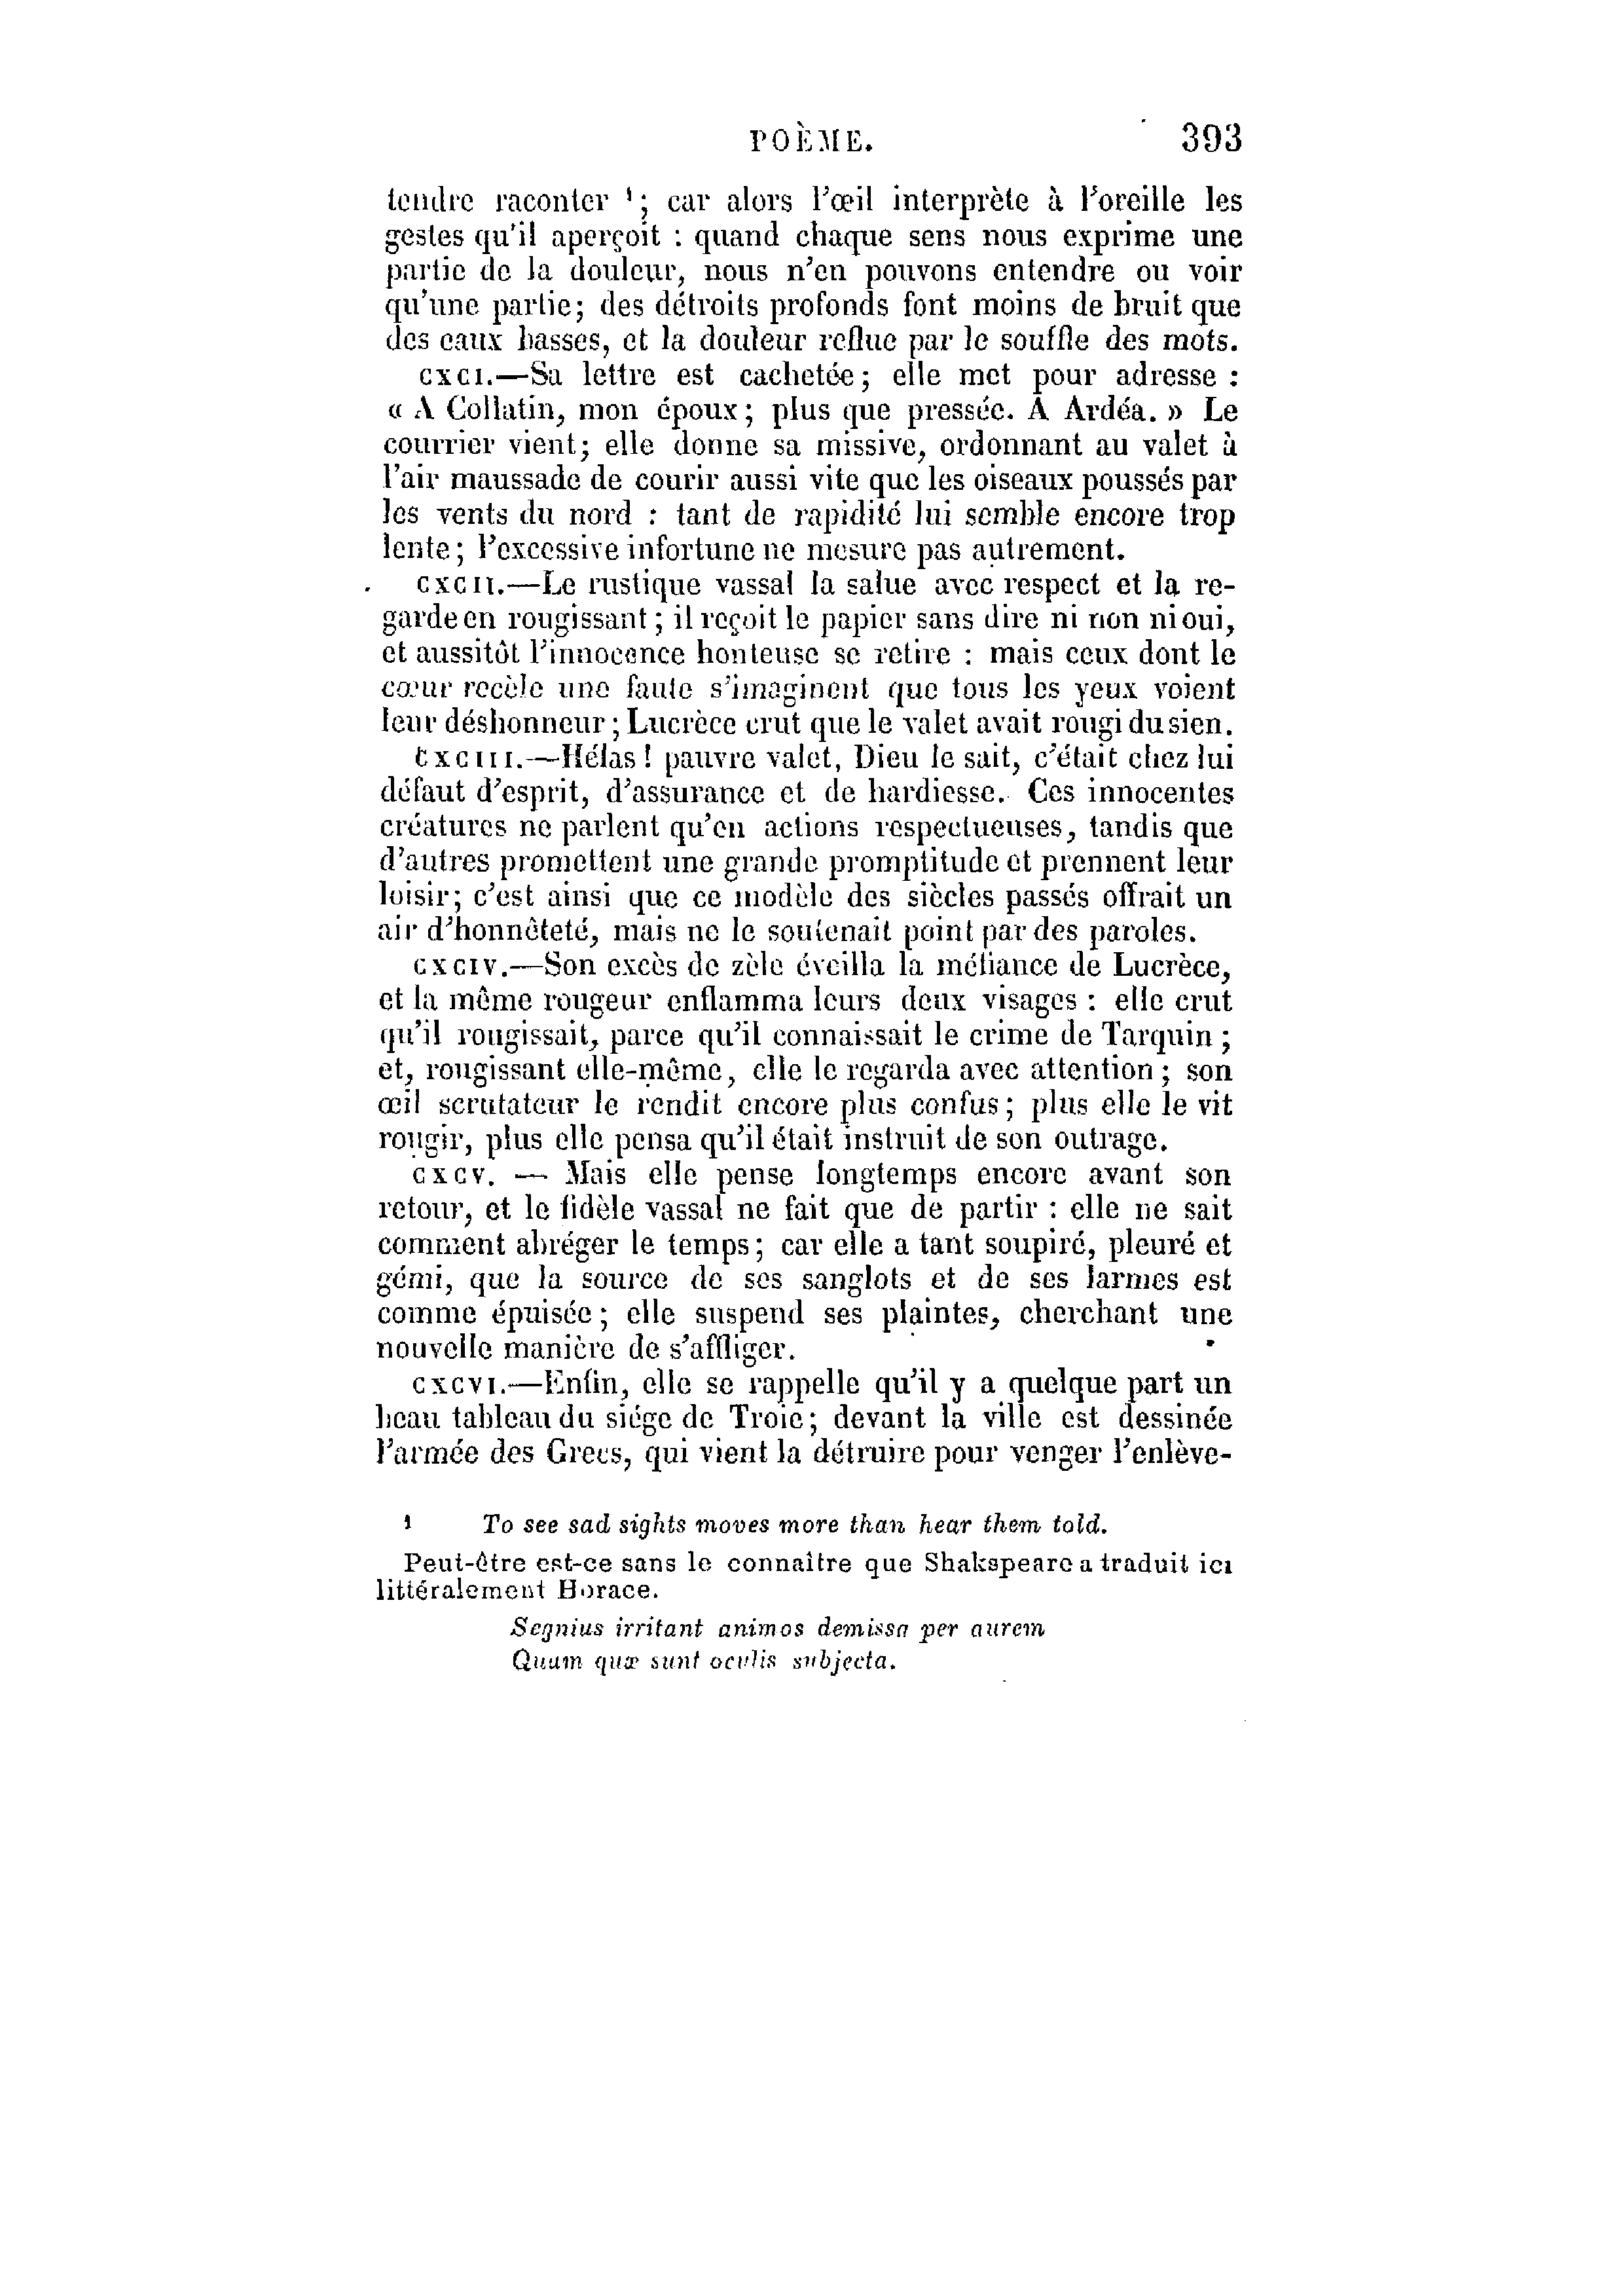 POÈME. 393
tendre raconter ¹; car alors l'œil interprète à l'oreille les
gestes qu'il aperçoit : quand chaque sens nous exprime une
partie de la douleur, nous n'en pouvons entendre ou voir
qu'une partie; des détroits profonds font moins de bruit que
des eaux basses, et la douleur reflue par le souffle des mots.
CXCI.—Sa lettre est cachetée; elle met pour adresse :
« A Collatin, mon époux; plus que pressée. A Ardéa. » Le
courrier vient; elle donne sa missive, ordonnant au valet à
l'air maussade de courir aussi vite que les oiseaux poussés par
les vents du nord : tant de rapidité lui semble encore trop
lente; l'excessive infortune ne mesure pas autrement.
CXCII.—Le rustique vassal la salue avec respect et la re-
garde en rougissant; il reçoit le papier sans dire ni non ni oui,
et aussitôt l'innocence honteuse se retire : mais ceux dont le
cœur recèle une faute s'imaginent que tous les yeux voient
leur déshonneur; Lucrèce crut que le valet avait rougi du sien.
CXCIII.—Hélas! pauvre valet, Dieu le sait, c'était chez lui
défaut d'esprit, d'assurance et de hardiesse. Ces innocentes
créatures ne parlent qu'en actions respectueuses, tandis que
d'autres promettent une grande promptitude et prennent leur
loisir; c'est ainsi que ce modèle des siècles passés offrait un
air d'honnêteté, mais ne le soutenait point par des paroles.
CXCIV.—Son excès de zèle éveilla la méfiance de Lucrèce,
et la même rougeur enflamma leurs deux visages : elle crut
qu'il rougissait, parce qu'il connaissait le crime de Tarquin;
et, rougissant elle-même, elle le regarda avec attention; son
œil scrutateur le rendit encore plus confus; plus elle le vit
rougir, plus elle pensa qu'il était instruit de son outrage.
CXCV. — Mais elle pense longtemps encore avant son
retour, et le fidèle vassal ne fait que de partir : elle ne sait
comment abréger le temps; car elle a tant soupiré, pleuré et
gémi, que la source de ses sanglots et de ses larmes est
comme épuisée; elle suspend ses plaintes, cherchant une
nouvelle manière de s'affliger.
CXCVI.—Enfin, elle se rappelle qu'il y a quelque part un
beau tableau du siége de Troie; devant la ville est dessinée
l'armée des Grecs, qui vient la détruire pour venger l'enlève-
¹ To see sad sights moves more than hear them told.
Peut-être est-ce sans le connaître que Shakspeare a traduit ici
littéralement Horace.
Segnius irritant animos demissa per aurem
Quam quæ sunt oculis subjecta.